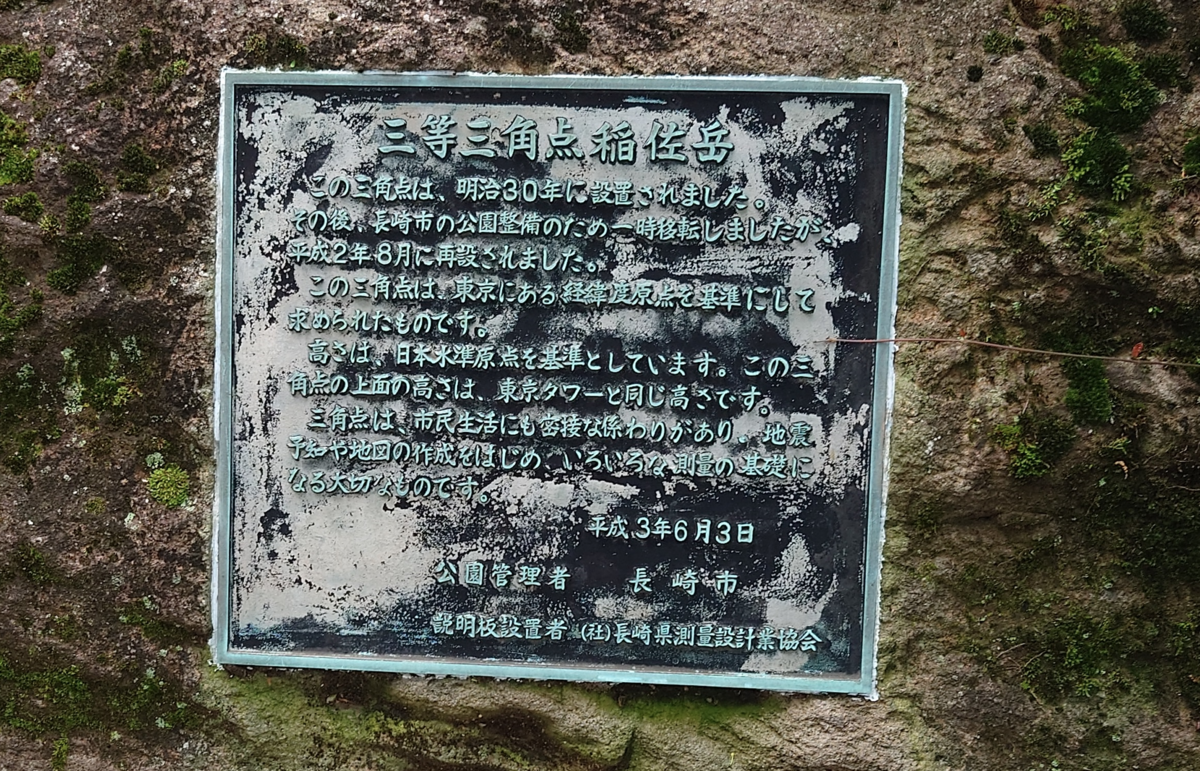 三等三角点稲佐岳
この三角点は、明治30年に設置されました。
その後、長崎市の公園整備のため一時移転しましたが、
平成2年8月に再設されました。
この三角点は、東京にある経緯度原点を基準にして
求められたものです。
高さは、日本水準原点を基準としています。この三
角点の上面の高さは、東京タワーと同じ高さです。
三角点は、市民生活にも密接な係わりがあり、地震
予知や地図の作成をはじめ、いろいろな測量の基礎に
なる大切なものです。
平成3年6月3日
公園管理者 長崎市
説明板設置者 (社)長崎県測量設計業協会